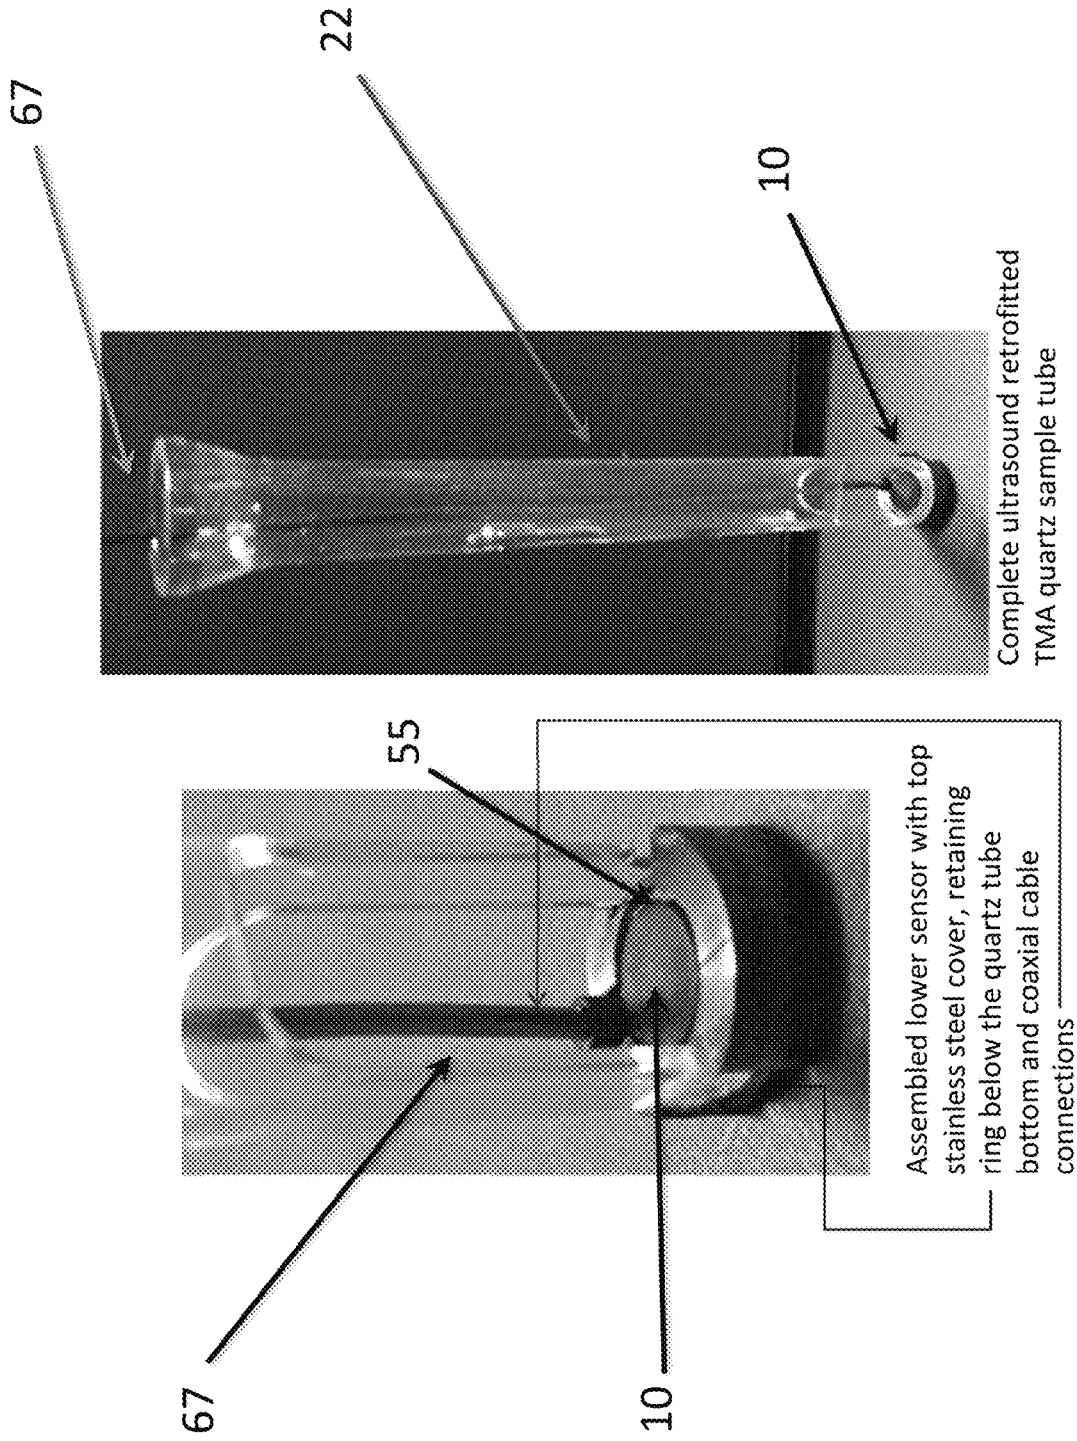 67
55
10
Assembled lower sensor with top
stainless steel cover, retaining
ring below the quartz tube
bottom and coaxial cable
connections
67
22
10
Complete ultrasound retrofitted
TMA quartz sample tube